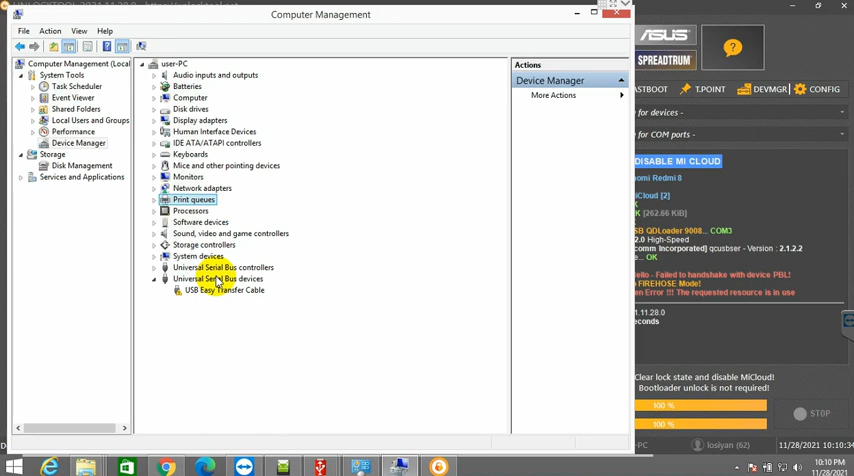 UNLOCKTOOL 2021.11.28.0
Computer Management
File Action View Help
Computer Management (Local
System Tools
Task Scheduler
Event Viewer
Shared Folders
Local Users and Groups
Performance
Device Manager
Storage
Disk Management
Services and Applications
user-PC
Audio inputs and outputs
Batteries
Computer
Disk drives
Display adapters
Human Interface Devices
IDE ATA/ATAPI controllers
Keyboards
Mice and other pointing devices
Monitors
Network adapters
Print queues
Processors
Software devices
Sound, video and game controllers
Storage controllers
System devices
Universal Serial Bus controllers
Universal Serial Bus devices
USB Easy Transfer Cable
Actions
Device Manager
More Actions
ASUS
SPREADTRUM
ASTBOOT T.POINT DEVMGR CONFIG
for devices -
for COM ports -
DISABLE MI CLOUD
omi Redmi 8
iCloud [2]
K
K [262.66 KiB]
SB QDLoader 9008... COM3
2.0 High-Speed
comm Incorporated] qcusbser - Version : 2.1.2.2
e... OK
ello - Failed to handshake with device PBL!
o FIREHOSE Mode!
en Error !!! The requested resource is in use
.11.28.0
econds
Clear lock state and disable MiCloud!
Bootloader unlock is not required!
100 %
100 %
STOP
-PC losiyan (62) 11/28/2021 10:10:34
10:10 PM
11/28/2021